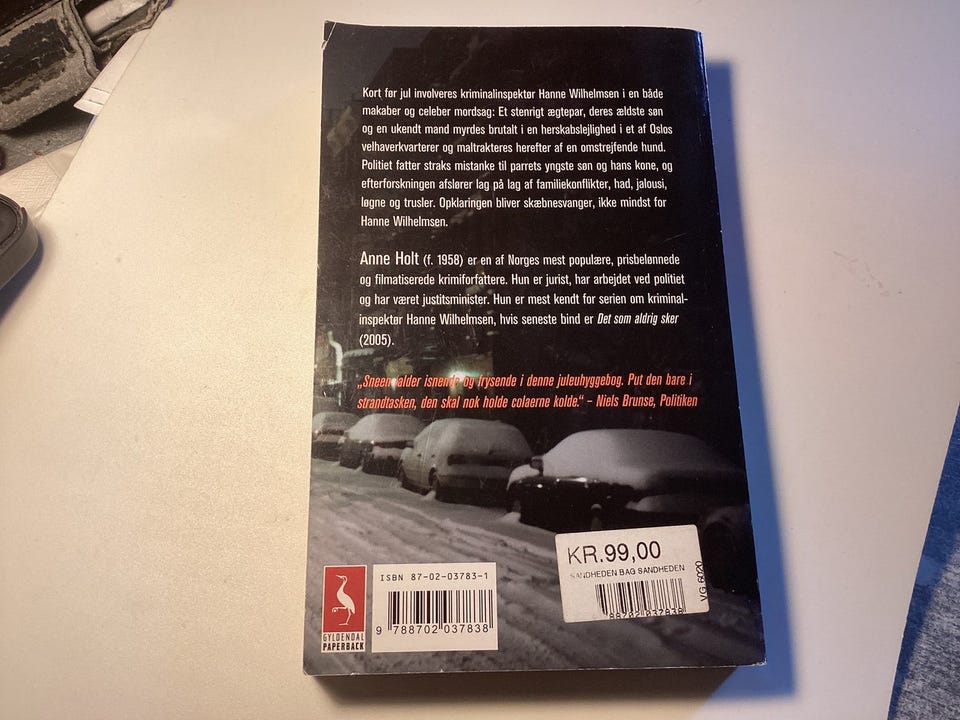 Kort før jul involveres kriminalinspektør Hanne Wilhelmsen i en både
makaber og celeber mordsag: Et stenrigt ægtepar, deres ældste søn
og en ukendt mand myrdes brutalt i en herskabslejlighed i et af Oslos
velhaverkvarterer og maltrakteres herefter af en omstrejfende hund.
Politiet fatter straks mistanke til parrets yngste søn og hans kone, og
efterforskningen afslører lag på lag af familiekonflikter, had, jalousi,
løgne og trusler. Opklaringen bliver skæbnesvanger, ikke mindst for
Hanne Wilhelmsen.
Anne Holt (f. 1958) er en af Norges mest populære, prisbelønnede
og filmatiserede krimiforfattere. Hun er jurist, har arbejdet ved politiet
og har været justitsminister. Hun er mest kendt for serien om kriminal-
inspektør Hanne Wilhelmsen, hvis seneste bind er Det som aldrig sker
(2005).
„Sneen falder isnende og frysende i denne juleuhyggebog. Put den bare i
strandtasken, den skal nok holde colaerne kolde.“ – Niels Brunse, Politiken
KR.99,00
SANDHEDEN BAG SANDHEDEN
VG 6020
88702 037838
ISBN 87-02-03783-1
9 788702 037838
GYLDENDAL
PAPERBACK